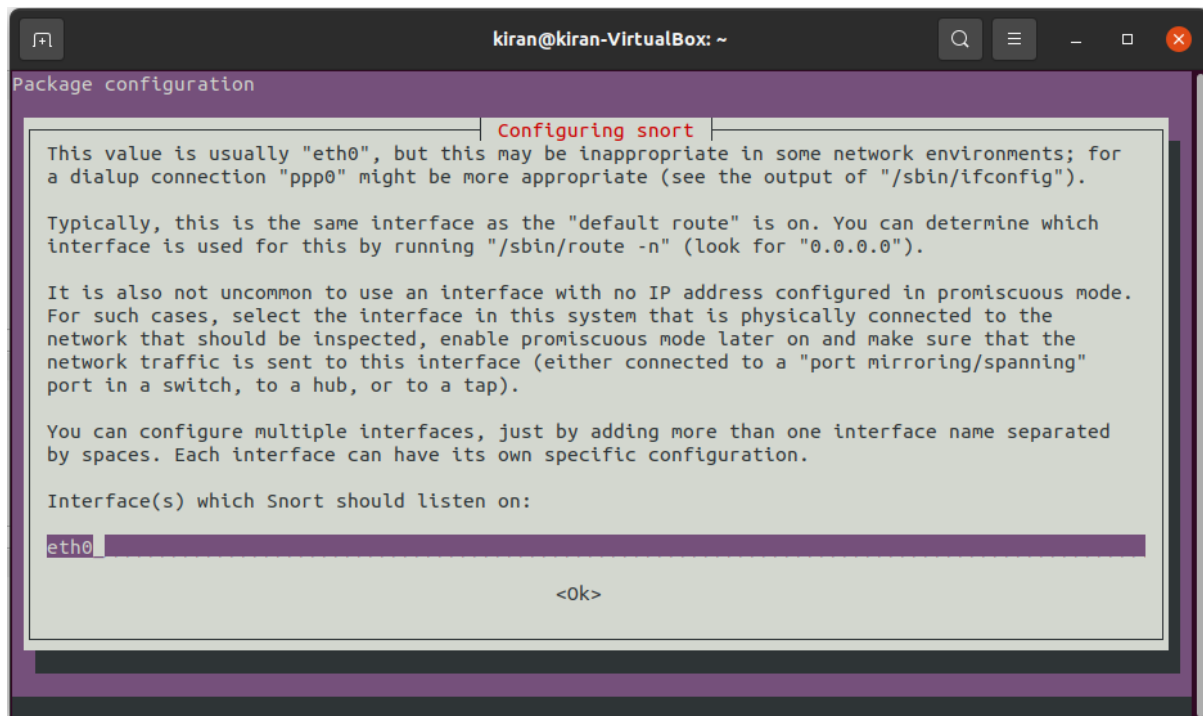 kiran@kiran-VirtualBox: ~
Package configuration
Configuring snort
This value is usually "eth0", but this may be inappropriate in some network environments; for
a dialup connection "ppp0" might be more appropriate (see the output of "/sbin/ifconfig").
Typically, this is the same interface as the "default route" is on. You can determine which
interface is used for this by running "/sbin/route -n" (look for "0.0.0.0").
It is also not uncommon to use an interface with no IP address configured in promiscuous mode.
For such cases, select the interface in this system that is physically connected to the
network that should be inspected, enable promiscuous mode later on and make sure that the
network traffic is sent to this interface (either connected to a "port mirroring/spanning"
port in a switch, to a hub, or to a tap).
You can configure multiple interfaces, just by adding more than one interface name separated
by spaces. Each interface can have its own specific configuration.
Interface(s) which Snort should listen on:
eth0
<Ok>